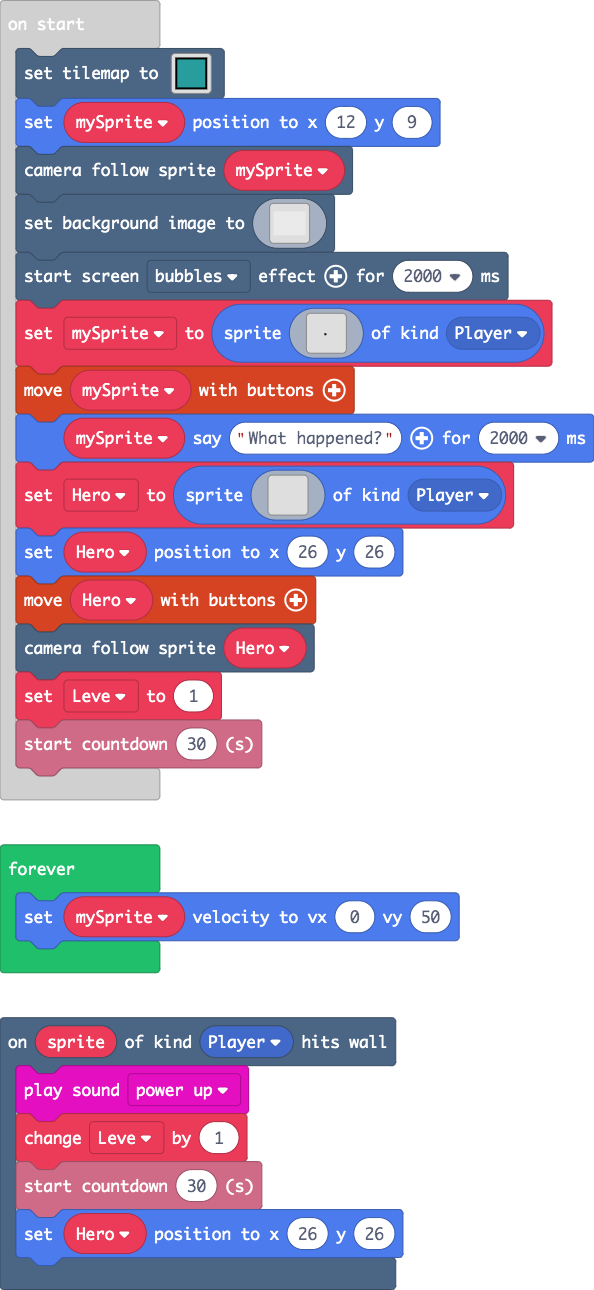 on start
set tilemap to
set mySprite position to x 12 y 9
camera follow sprite mySprite
set background image to
start screen bubbles effect for 2000 ms
set mySprite to sprite of kind Player
move mySprite with buttons
mySprite say "What happened?" for 2000 ms
set Hero to sprite of kind Player
set Hero position to x 26 y 26
move Hero with buttons
camera follow sprite Hero
set Leve to 1
start countdown 30 (s)
forever
set mySprite velocity to vx 0 vy 50
on sprite of kind Player hits wall
play sound power up
change Leve by 1
start countdown 30 (s)
set Hero position to x 26 y 26